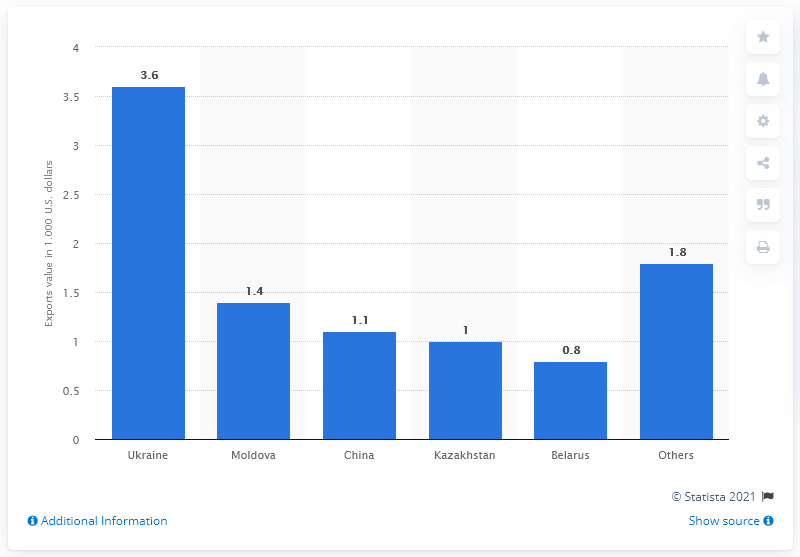 4
3.5
3
2.5
2
1.5
1
0.5
0
Exports value in 1.000 U.S. dollars
3.6
1.4
1.1
1
0.8
1.8
Ukraine
Moldova
China
Kazakhstan
Belarus
Others
© Statista 2021
Additional Information
Show source